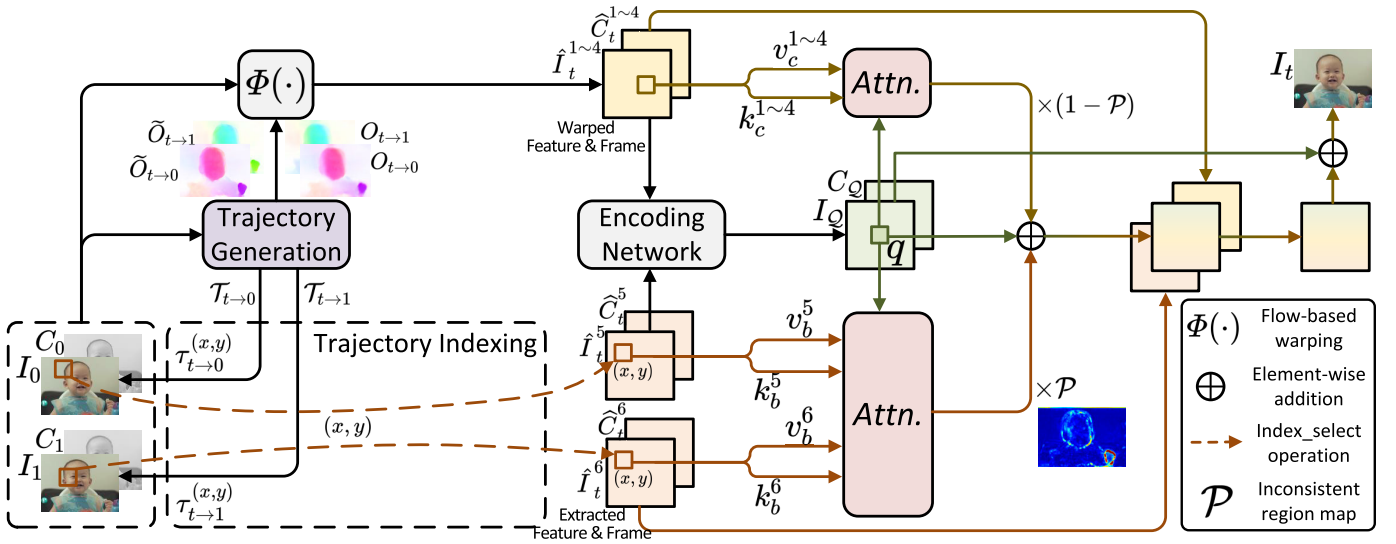 Φ(·)
Õ_{t→1}
O_{t→1}
Õ_{t→0}
O_{t→0}
Trajectory
Generation
𝒯_{t→0}
𝒯_{t→1}
C_0
I_0
C_1
I_1
Trajectory Indexing
τ_{t→0}^{(x,y)}
(x, y)
τ_{t→1}^{(x,y)}
Ĉ_t^{1~4}
Î_t^{1~4}
Warped
Feature & Frame
Encoding
Network
Ĉ_t^5
Î_t^5
(x, y)
Ĉ_t^6
Î_t^6
(x, y)
Extracted
Feature & Frame
v_c^{1~4}
k_c^{1~4}
Attn.
×(1 − 𝒫)
C_𝒬
I_𝒬
q
v_b^5
k_b^5
v_b^6
k_b^6
Attn.
×𝒫
I_t
Φ(·)
Flow-based
warping
⊕
Element-wise
addition
Index_select
operation
𝒫
Inconsistent
region map